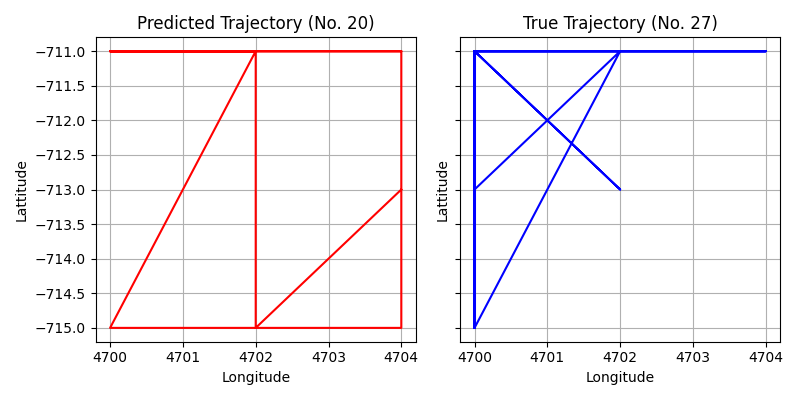 Predicted Trajectory (No. 20)
−711.0
−711.5
−712.0
−712.5
−713.0
−713.5
−714.0
−714.5
−715.0
Lattitude
4700 4701 4702 4703 4704
Longitude
True Trajectory (No. 27)
Lattitude
4700 4701 4702 4703 4704
Longitude